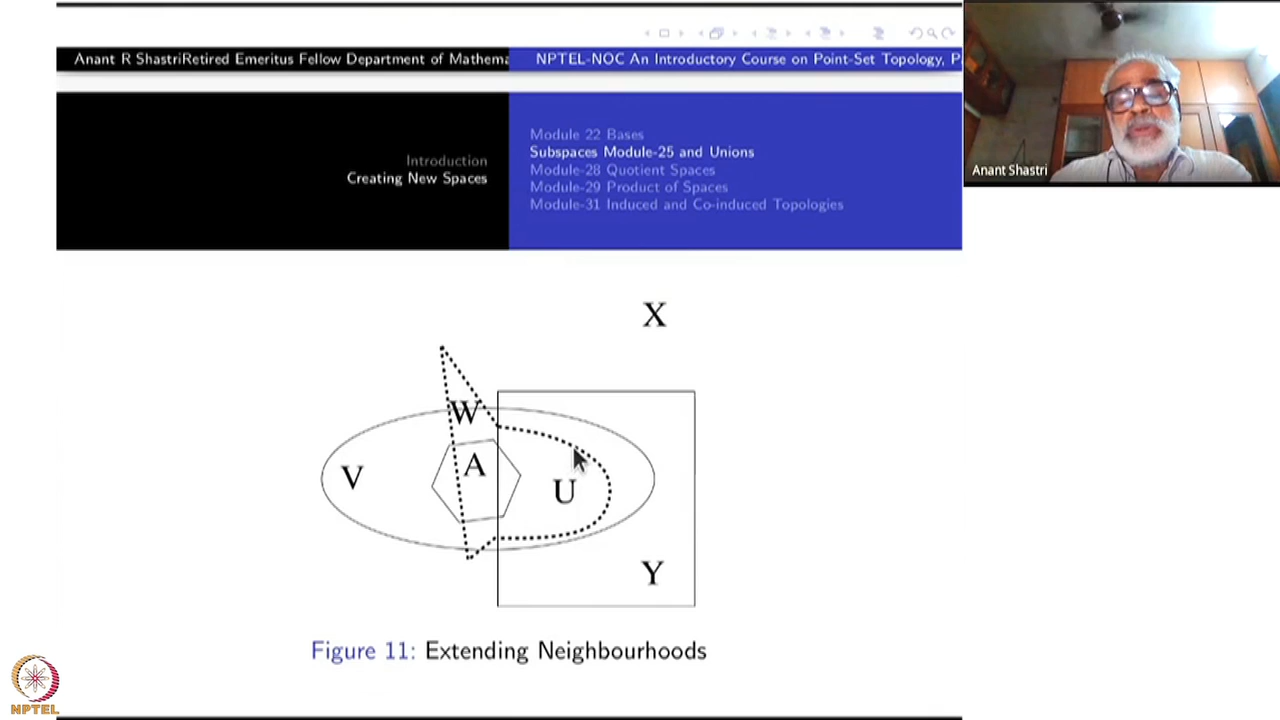 Anant R ShastriRetired Emeritus Fellow Department of Mathema
NPTEL-NOC An Introductory Course on Point-Set Topology, P
Introduction
Creating New Spaces
Module 22 Bases
Subspaces Module-25 and Unions
Module-28 Quotient Spaces
Module-29 Product of Spaces
Module-31 Induced and Co-induced Topologies
Anant Shastri
X
W
A
V
U
Y
Figure 11: Extending Neighbourhoods
NPTEL